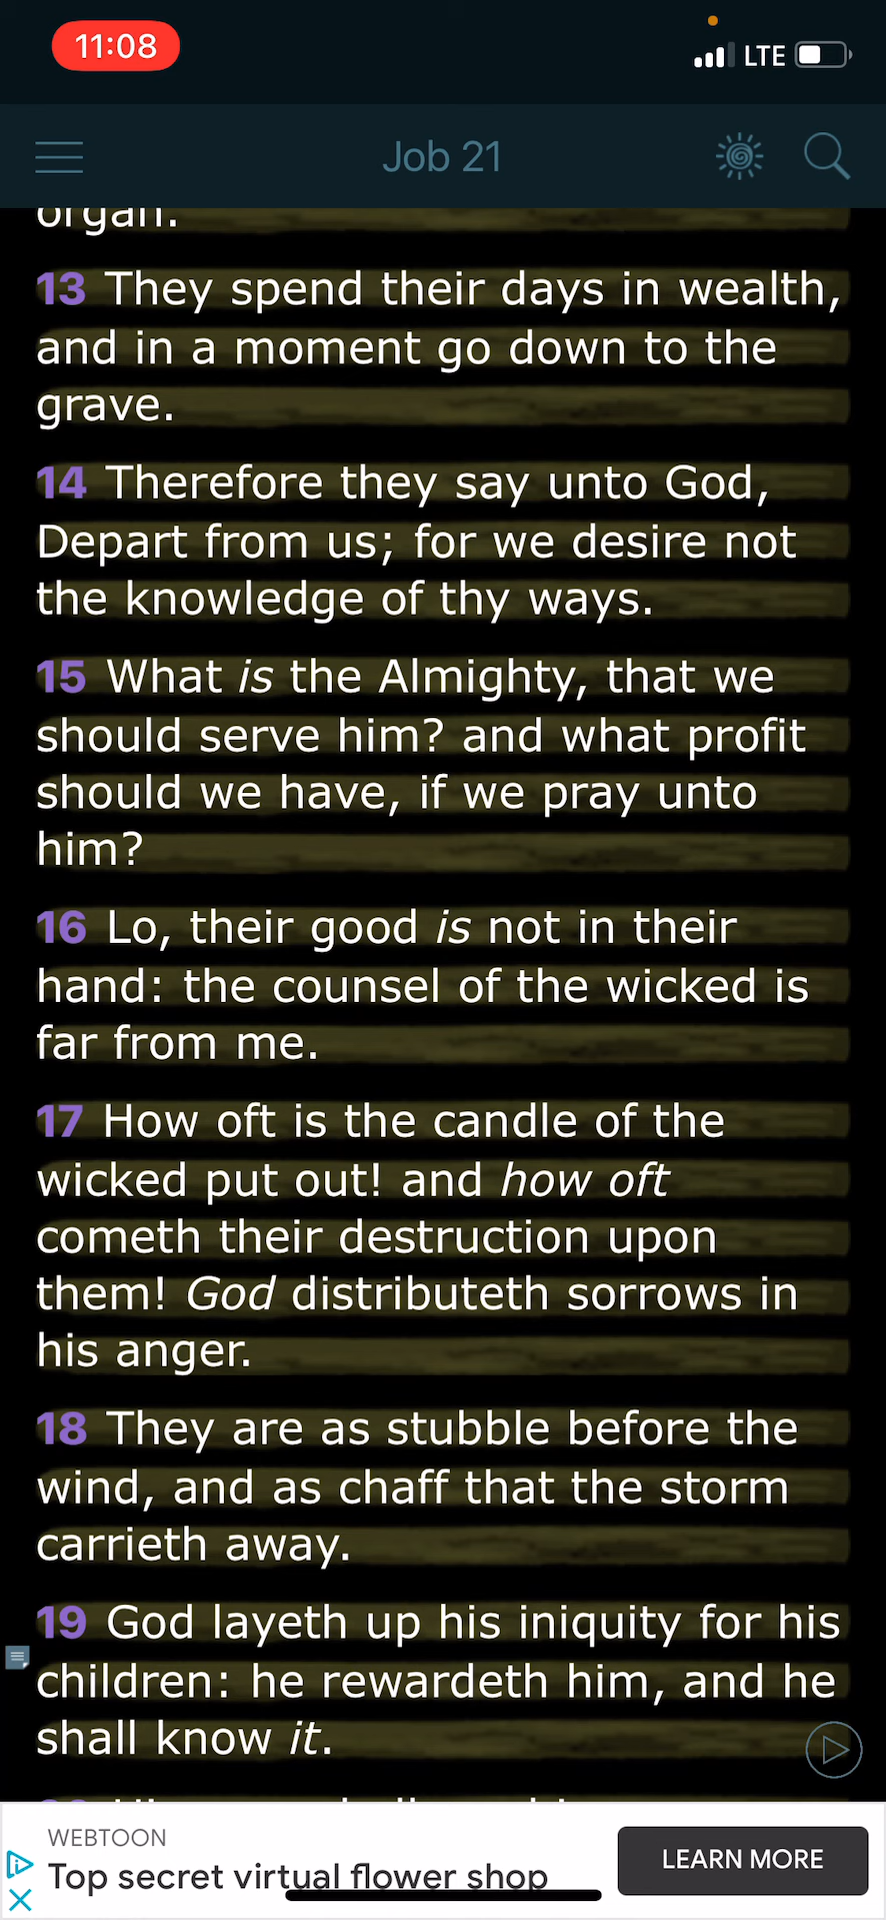 11:08
LTE
Job 21
organ.
13 They spend their days in wealth,
and in a moment go down to the
grave.
14 Therefore they say unto God,
Depart from us; for we desire not
the knowledge of thy ways.
15 What is the Almighty, that we
should serve him? and what profit
should we have, if we pray unto
him?
16 Lo, their good is not in their
hand: the counsel of the wicked is
far from me.
17 How oft is the candle of the
wicked put out! and how oft
cometh their destruction upon
them! God distributeth sorrows in
his anger.
18 They are as stubble before the
wind, and as chaff that the storm
carrieth away.
19 God layeth up his iniquity for his
children: he rewardeth him, and he
shall know it.
WEBTOON
Top secret virtual flower shop
LEARN MORE